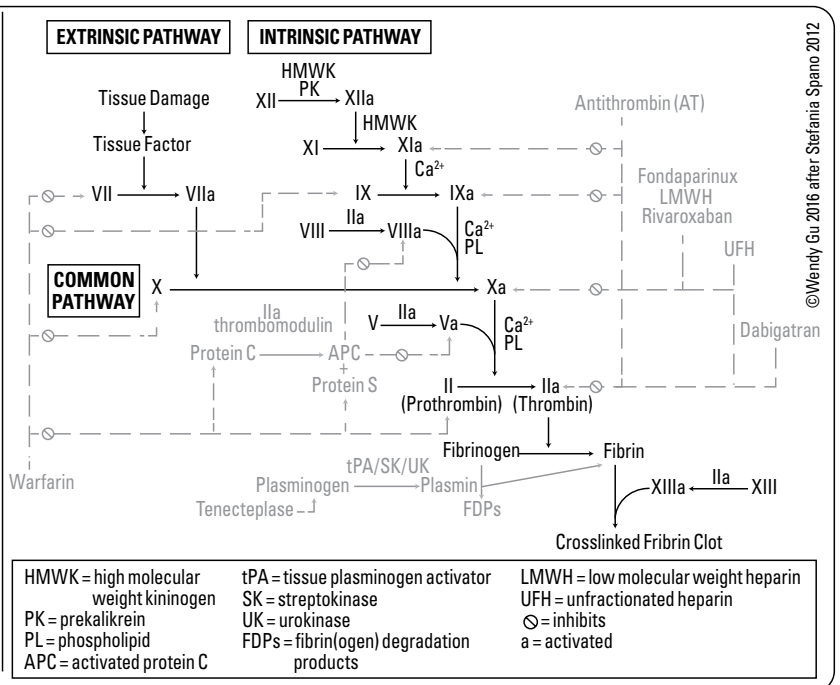 EXTRINSIC PATHWAY
INTRINSIC PATHWAY
Tissue Damage
Tissue Factor
HMWK
PK
XII
XIIa
HMWK
XI
XIa
Ca²⁺
Antithrombin (AT)
VII
VIIa
IX
IXa
Fondaparinux
LMWH
Rivaroxaban
VIII
IIa
VIIIa
Ca²⁺
PL
UFH
COMMON
PATHWAY
X
Xa
IIa
thrombomodulin
V
IIa
Va
Ca²⁺
PL
Dabigatran
Protein C
APC
+
Protein S
II
(Prothrombin)
IIa
(Thrombin)
Fibrinogen
Fibrin
Warfarin
tPA/SK/UK
Plasminogen
Plasmin
Tenecteplase
FDPs
XIIIa
IIa
XIII
Crosslinked Fribrin Clot
HMWK = high molecular
weight kininogen
PK = prekalikrein
PL = phospholipid
APC = activated protein C
tPA = tissue plasminogen activator
SK = streptokinase
UK = urokinase
FDPs = fibrin(ogen) degradation
products
LMWH = low molecular weight heparin
UFH = unfractionated heparin
= inhibits
a = activated
©Wendy Gu 2016 after Stefania Spano 2012